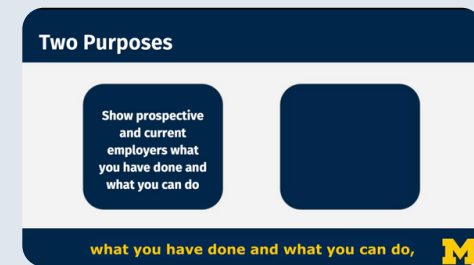 Two Purposes
Show prospective
and current
employers what
you have done and
what you can do
what you have done and what you can do,
M